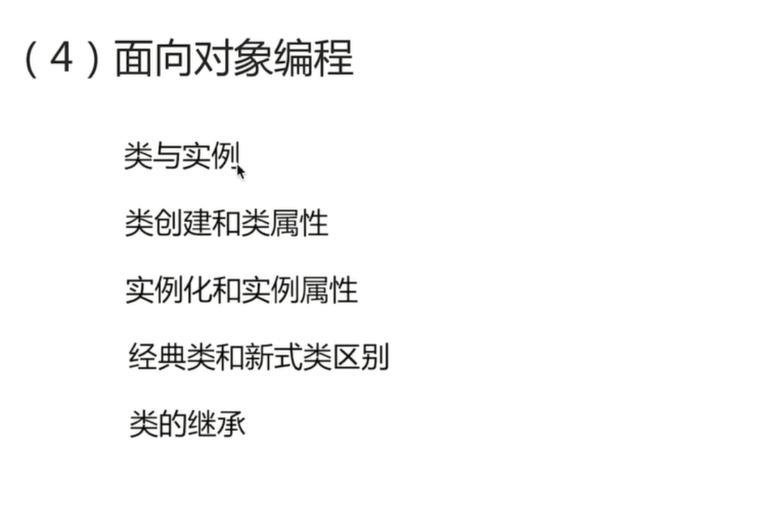 （4）面向对象编程
类与实例
类创建和类属性
实例化和实例属性
经典类和新式类区别
类的继承